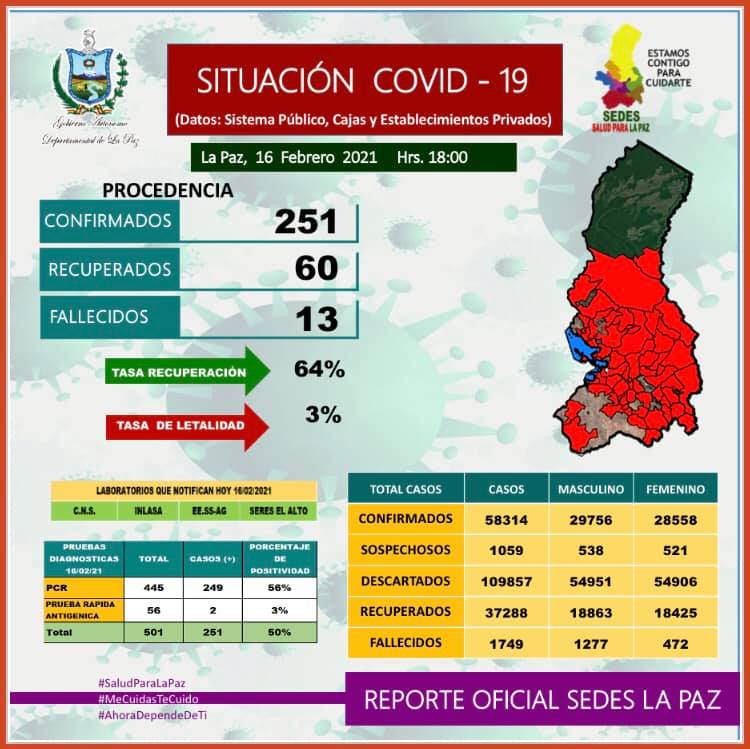 Gobierno Autónomo
Departamental de La Paz
SITUACIÓN COVID - 19
(Datos: Sistema Público, Cajas y Establecimientos Privados)
La Paz, 16 Febrero 2021 Hrs. 18:00
ESTAMOS
CONTIGO
PARA
CUIDARTE
SEDES
SALUD PARA LA PAZ
PROCEDENCIA
CONFIRMADOS 251
RECUPERADOS 60
FALLECIDOS 13
TASA RECUPERACIÓN 64%
TASA DE LETALIDAD 3%
LABORATORIOS QUE NOTIFICAN HOY 16/02/2021
C.N.S. INLASA EE.SS-AG SERES EL ALTO
PRUEBAS
DIAGNOSTICAS
16/02/21
TOTAL
CASOS (+)
PORCENTAJE
DE
POSITIVIDAD
PCR 445 249 56%
PRUEBA RAPIDA
ANTIGENICA
56 2 3%
Total 501 251 50%
TOTAL CASOS CASOS MASCULINO FEMENINO
CONFIRMADOS 58314 29756 28558
SOSPECHOSOS 1059 538 521
DESCARTADOS 109857 54951 54906
RECUPERADOS 37288 18863 18425
FALLECIDOS 1749 1277 472
#SaludParaLaPaz
#MeCuidasTeCuido
#AhoraDependeDeTi
REPORTE OFICIAL SEDES LA PAZ